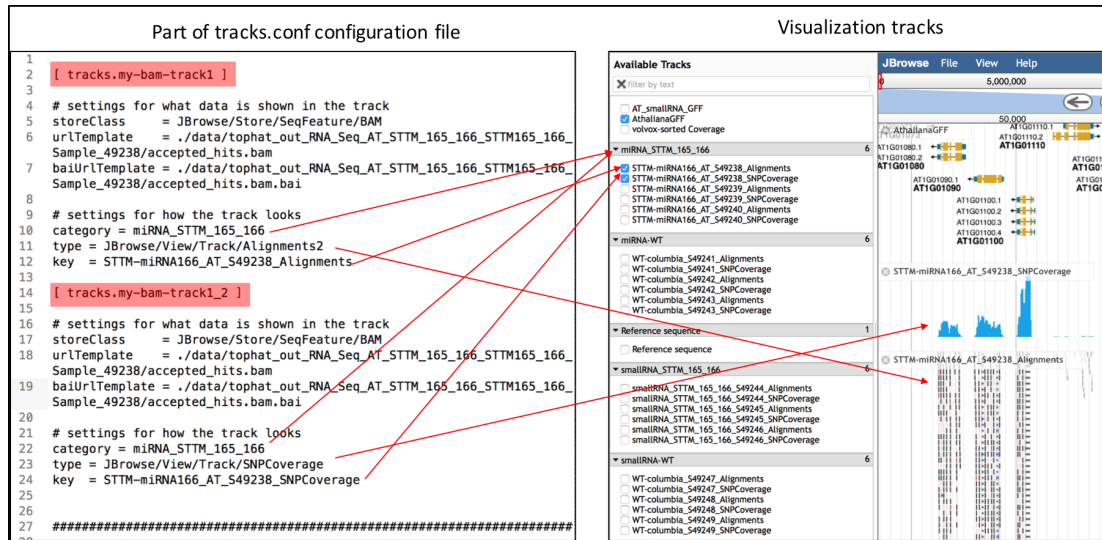 Part of tracks.conf configuration file
Visualization tracks
1
2 [ tracks.my-bam-track1 ]
3
4 # settings for what data is shown in the track
5 storeClass     = JBrowse/Store/SeqFeature/BAM
6 urlTemplate    = ./data/tophat_out_RNA_Seq_AT_STTM_165_166_STTM165_166_
Sample_49238/accepted_hits.bam
7 baiUrlTemplate = ./data/tophat_out_RNA_Seq_AT_STTM_165_166_STTM165_166_
Sample_49238/accepted_hits.bam.bai
8
9 # settings for how the track looks
10 category = miRNA_STTM_165_166
11 type = JBrowse/View/Track/Alignments2
12 key  = STTM-miRNA166_AT_S49238_Alignments
13
14 [ tracks.my-bam-track1_2 ]
15
16 # settings for what data is shown in the track
17 storeClass     = JBrowse/Store/SeqFeature/BAM
18 urlTemplate    = ./data/tophat_out_RNA_Seq_AT_STTM_165_166_STTM165_166_
Sample_49238/accepted_hits.bam
19 baiUrlTemplate = ./data/tophat_out_RNA_Seq_AT_STTM_165_166_STTM165_166_
Sample_49238/accepted_hits.bam.bai
20
21 # settings for how the track looks
22 category = miRNA_STTM_165_166
23 type = JBrowse/View/Track/SNPCoverage
24 key  = STTM-miRNA166_AT_S49238_SNPCoverage
25
26
27 ######################################################################
Available Tracks
filter by text
AT_smallRNA_GFF
AthalianaGFF
volvox-sorted Coverage
miRNA_STTM_165_166 6
STTM-miRNA166_AT_S49238_Alignments
STTM-miRNA166_AT_S49238_SNPCoverage
STTM-miRNA166_AT_S49239_Alignments
STTM-miRNA166_AT_S49239_SNPCoverage
STTM-miRNA166_AT_S49240_Alignments
STTM-miRNA166_AT_S49240_SNPCoverage
miRNA-WT 6
WT-columbia_S49241_Alignments
WT-columbia_S49241_SNPCoverage
WT-columbia_S49242_Alignments
WT-columbia_S49242_SNPCoverage
WT-columbia_S49243_Alignments
WT-columbia_S49243_SNPCoverage
Reference sequence 1
Reference sequence
smallRNA_STTM_165_166 6
smallRNA_STTM_165_166_S49244_Alignments
smallRNA_STTM_165_166_S49244_SNPCoverage
smallRNA_STTM_165_166_S49245_Alignments
smallRNA_STTM_165_166_S49245_SNPCoverage
smallRNA_STTM_165_166_S49246_Alignments
smallRNA_STTM_165_166_S49246_SNPCoverage
smallRNA-WT 6
WT-columbia_S49247_Alignments
WT-columbia_S49247_SNPCoverage
WT-columbia_S49248_Alignments
WT-columbia_S49248_SNPCoverage
WT-columbia_S49249_Alignments
WT-columbia_S49249_SNPCoverage
JBrowse File View Help
0 5,000,000
50,000
AthalianaGFF
AT1G01110.1
AT1G01080.1 AT1G01110.2
AT1G01080.2 AT1G01110
AT1G01080
AT1G01090.1
AT1G01090
AT1G01100.1
AT1G01100.2
AT1G01100.3
AT1G01100.4
AT1G01100
STTM-miRNA166_AT_S49238_SNPCoverage
STTM-miRNA166_AT_S49238_Alignments